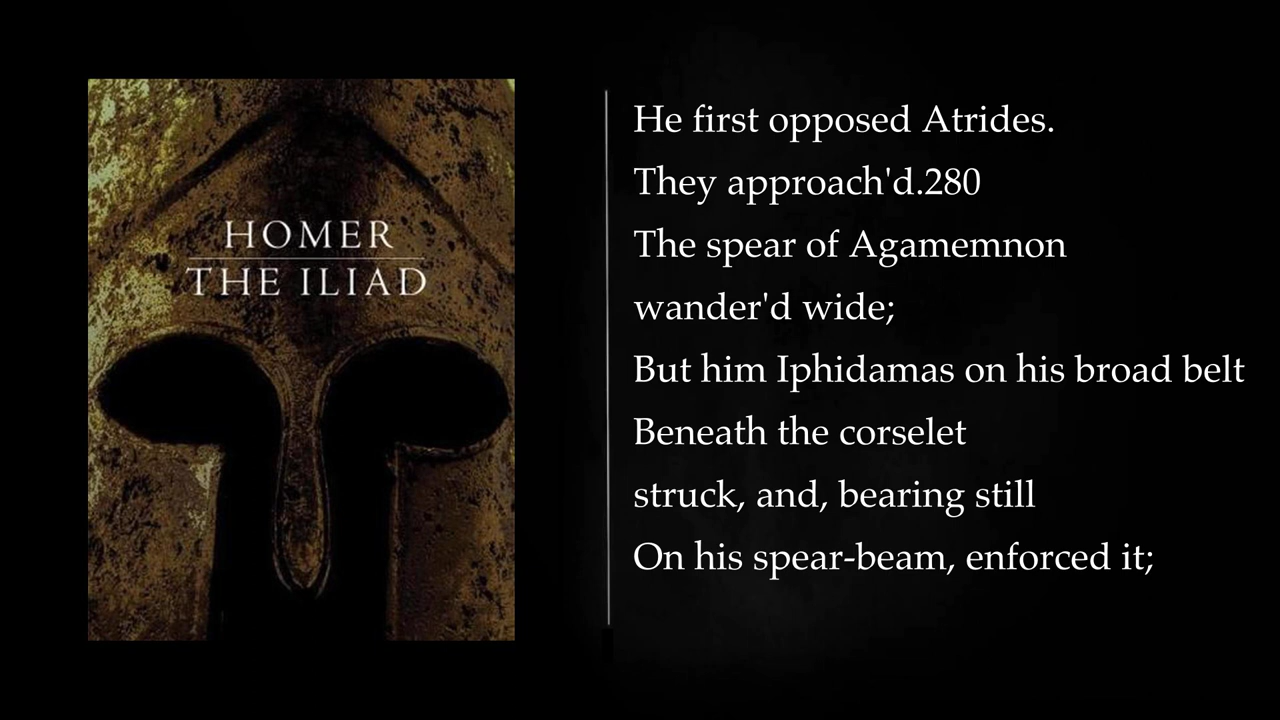 HOMER
THE ILIAD
He first opposed Atrides.
They approach'd.280
The spear of Agamemnon
wander'd wide;
But him Iphidamas on his broad belt
Beneath the corselet
struck, and, bearing still
On his spear-beam, enforced it;